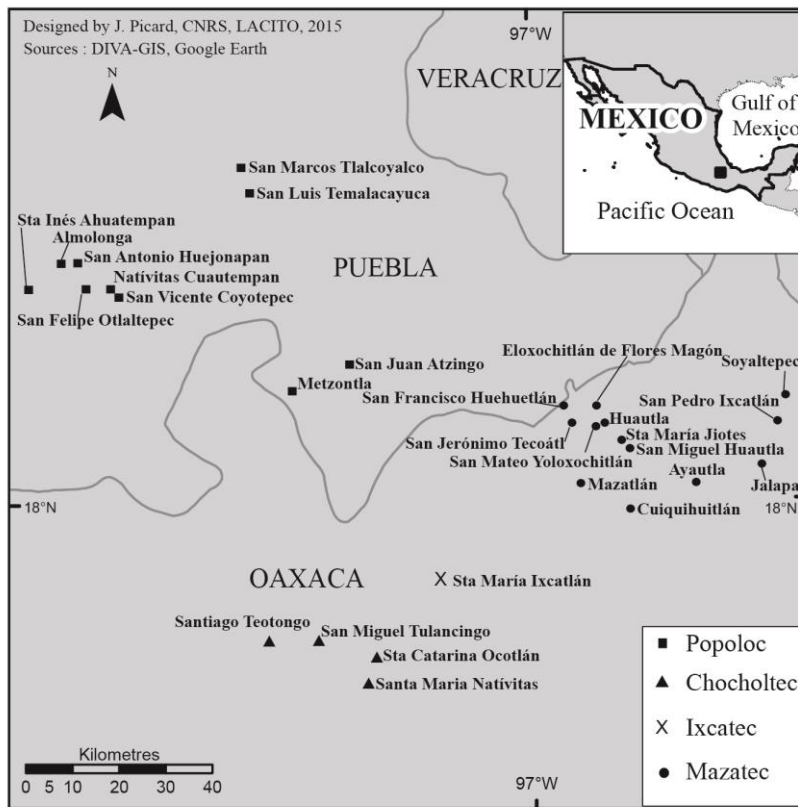 Designed by J. Picard, CNRS, LACITO, 2015
Sources : DIVA-GIS, Google Earth
N
97°W
VERACRUZ
MEXICO
Gulf of
Mexico
Pacific Ocean
San Marcos Tlalcoyalco
San Luis Temalacayuca
Sta Inés Ahuatempan
Almolonga
San Antonio Huejonapan
Natívitas Cuautempan
San Vicente Coyotepec
San Felipe Otlaltepec
PUEBLA
San Juan Atzingo
Metzontla
Eloxochitlán de Flores Magón
Soyaltepec
San Francisco Huehuetlán
San Pedro Ixcatlán
Huautla
San Jerónimo Tecoátl
Sta María Jiotes
San Miguel Huautla
San Mateo Yoloxochitlán
Ayautla
Mazatlán
Jalapa
18°N
18°N
Cuiquihuitlán
OAXACA
Sta María Ixcatlán
Santiago Teotongo
San Miguel Tulancingo
Sta Catarina Ocotlán
Santa Maria Natívitas
Popoloc
Chocholtec
Ixcatec
Mazatec
Kilometres
0 5 10 20 30 40
97°W